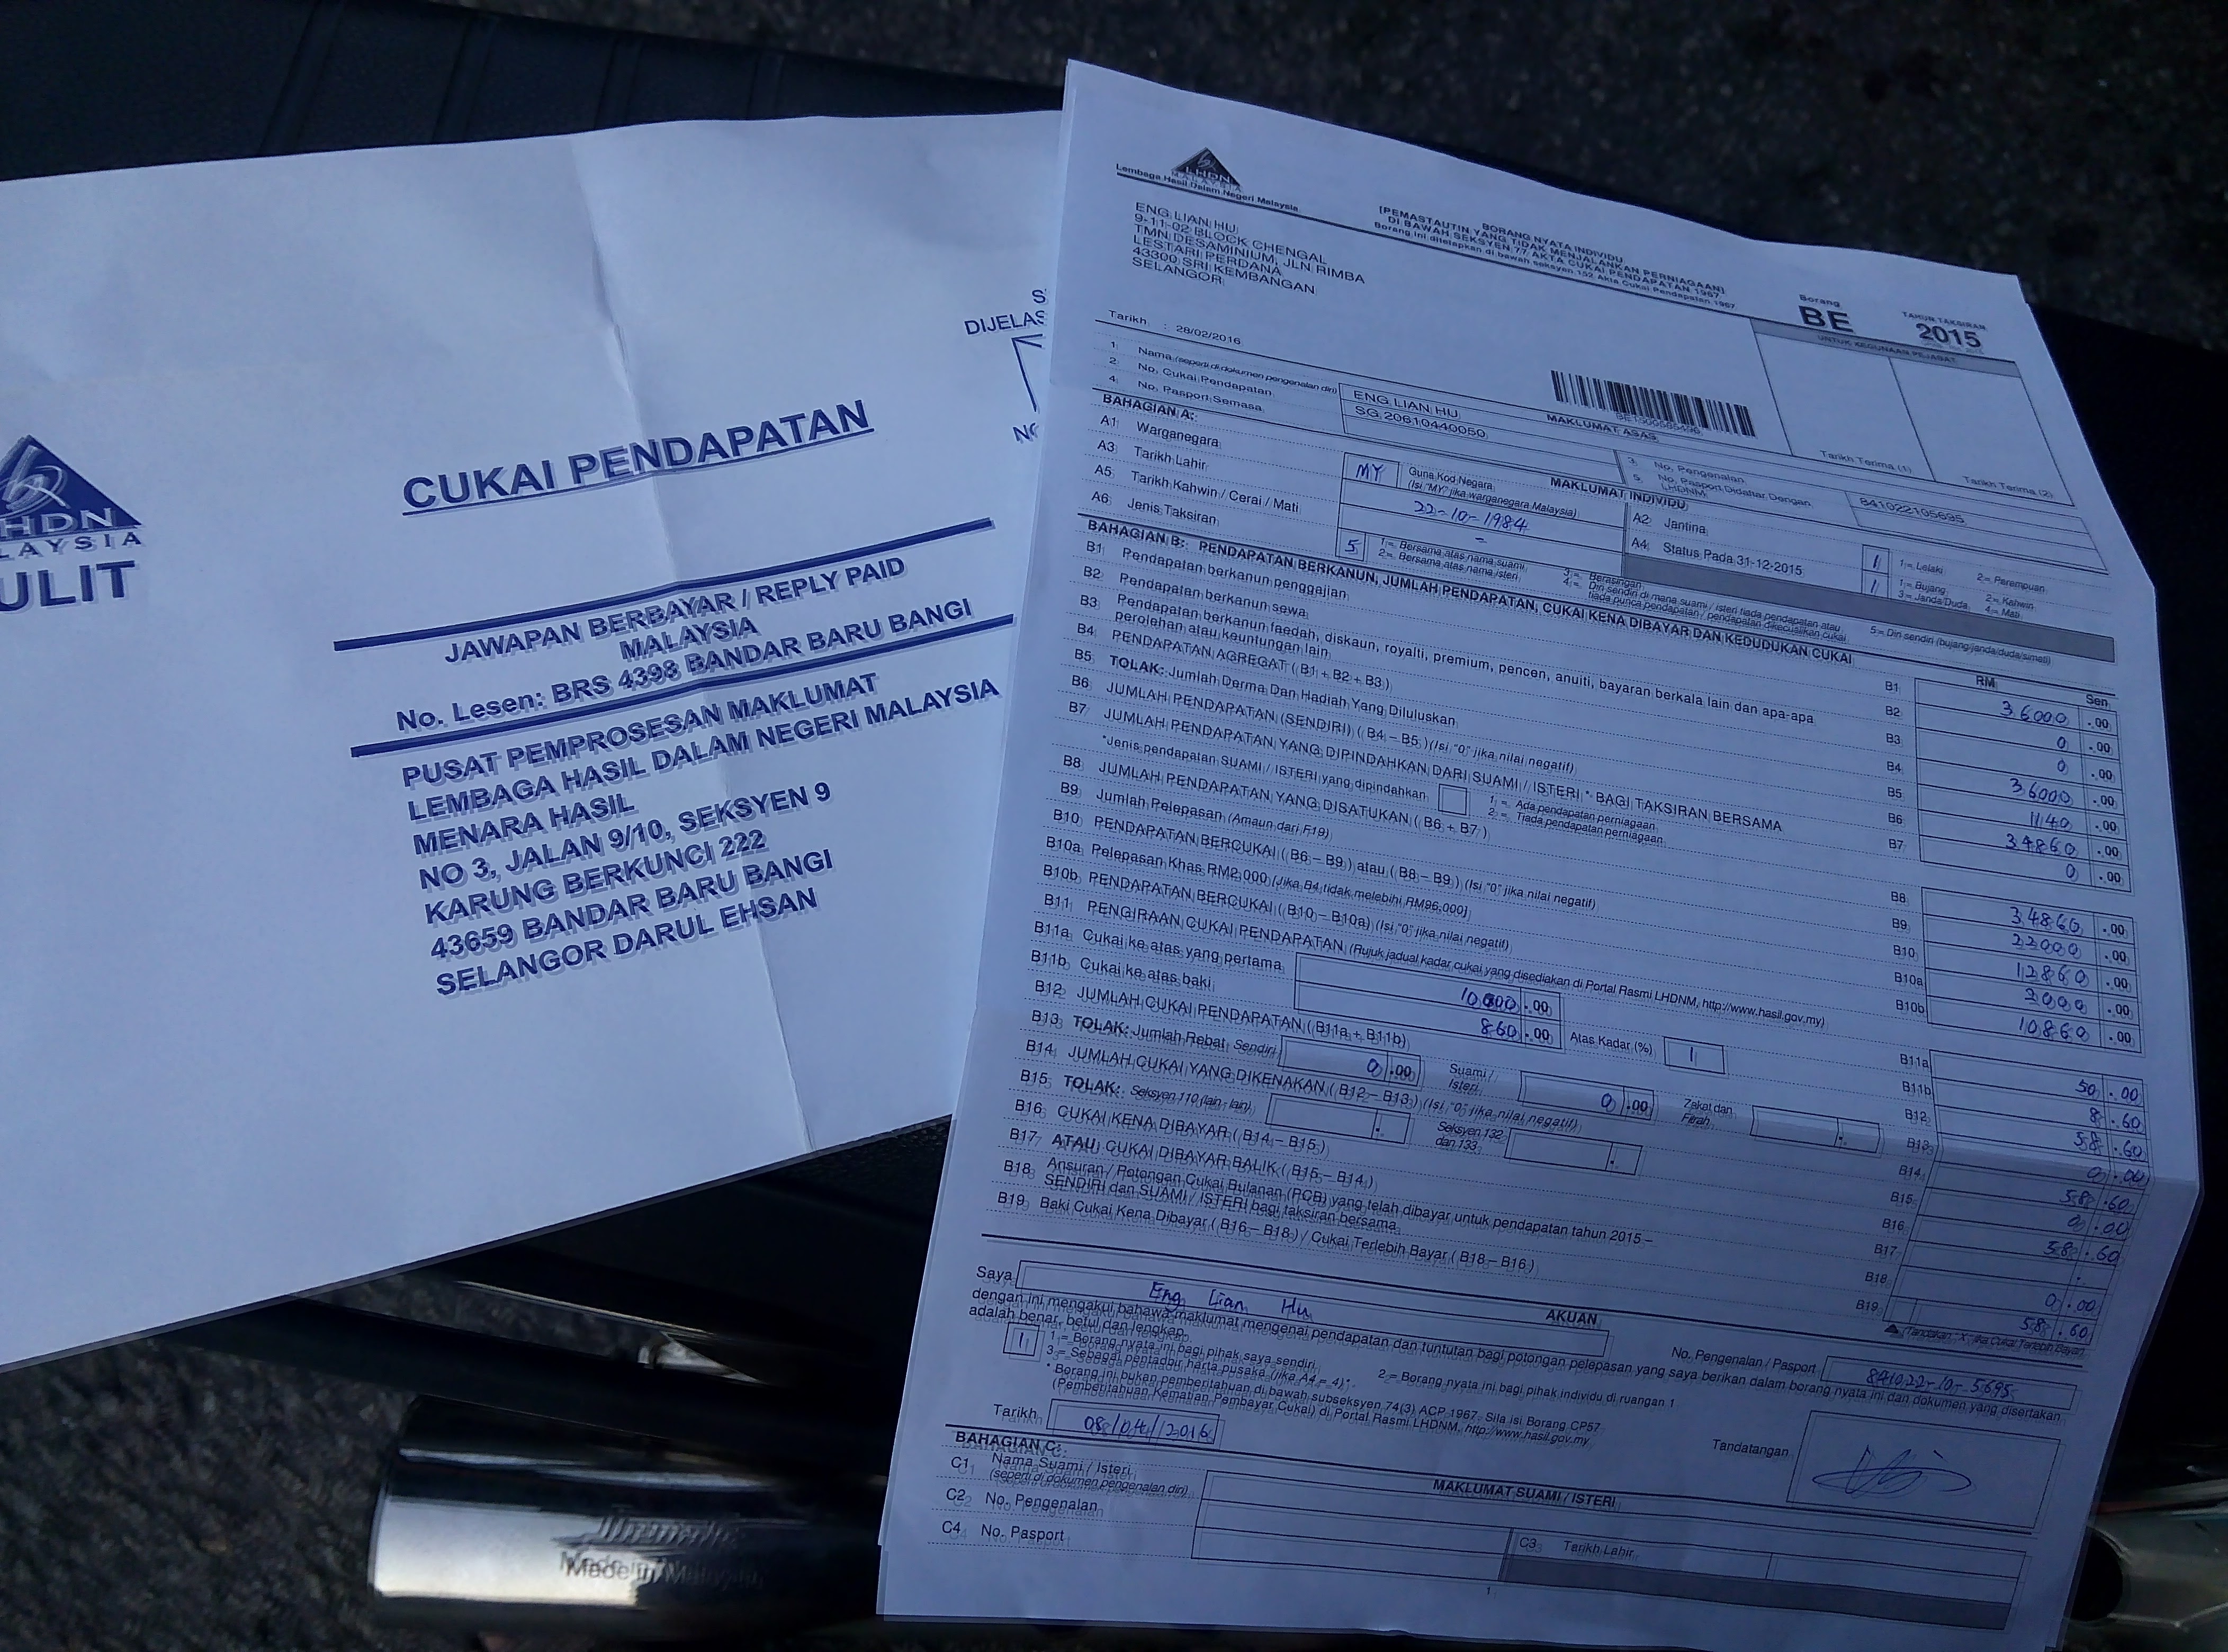 LHDN
MALAYSIA
SULIT
CUKAI PENDAPATAN
DIJELAS
JAWAPAN BERBAYAR / REPLY PAID
MALAYSIA
No. Lesen: BRS 4398 BANDAR BARU BANGI
PUSAT PEMPROSESAN MAKLUMAT
LEMBAGA HASIL DALAM NEGERI MALAYSIA
MENARA HASIL
NO 3, JALAN 9/10, SEKSYEN 9
KARUNG BERKUNCI 222
43659 BANDAR BARU BANGI
SELANGOR DARUL EHSAN
LHDN
MALAYSIA
Lembaga Hasil Dalam Negeri Malaysia
BORANG NYATA INDIVIDU
(PEMASTAUTIN YANG TIDAK MENJALANKAN PERNIAGAAN)
DI BAWAH SEKSYEN 77, AKTA CUKAI PENDAPATAN 1967
Borang ini ditetapkan di bawah seksyen 152 Akta Cukai Pendapatan 1967
Borang BE
TAHUN TAKSIRAN 2015
ENG LIAN HU
9-11-02 BLOCK CHENGAL
TMN DESAMINIUM, JLN RIMBA
LESTARI PERDANA
43300 SRI KEMBANGAN
SELANGOR
UNTUK KEGUNAAN PEJABAT
Tarikh Terima (1) Tarikh Terima (2)
Tarikh : 28/02/2016
MAKLUMAT ASAS
1 Nama (seperti di dokumen pengenalan diri) ENG LIAN HU
2 No. Cukai Pendapatan SG 20610440050 3 No. Pengenalan 841022105695
4 No. Pasport Semasa 5 No. Pasport Didaftar Dengan LHDNM
BAHAGIAN A: MAKLUMAT INDIVIDU
A1 Warganegara MY Guna Kod Negara (Isi "MY" jika warganegara Malaysia) A2 Jantina 1 1 = Lelaki 2 = Perempuan
A3 Tarikh Lahir 22-10-1984 A4 Status Pada 31-12-2015 1 1 = Bujang 2 = Kahwin 3 = Janda/Duda 4 = Mati
A5 Tarikh Kahwin / Cerai / Mati -
A6 Jenis Taksiran 5 1 = Bersama atas nama suami 3 = Berasingan
2 = Bersama atas nama isteri 4 = Diri sendiri di mana suami / isteri tiada pendapatan atau tiada punca pendapatan / pendapatan dikecualikan cukai 5 = Diri sendiri (bujang/janda/duda/simati)
BAHAGIAN B: PENDAPATAN BERKANUN, JUMLAH PENDAPATAN, CUKAI KENA DIBAYAR DAN KEDUDUKAN CUKAI
RM Sen
B1 Pendapatan berkanun penggajian B1 36000 .00
B2 Pendapatan berkanun sewa B2 0 .00
B3 Pendapatan berkanun faedah, diskaun, royalti, premium, pencen, anuiti, bayaran berkala lain dan apa-apa
perolehan atau keuntungan lain B3 0 .00
B4 PENDAPATAN AGREGAT ( B1 + B2 + B3 ) B4 36000 .00
B5 TOLAK: Jumlah Derma Dan Hadiah Yang Diluluskan B5 1140 .00
B6 JUMLAH PENDAPATAN (SENDIRI) ( B4 – B5 ) (Isi "0" jika nilai negatif) B6 34860 .00
B7 JUMLAH PENDAPATAN YANG DIPINDAHKAN DARI SUAMI / ISTERI * BAGI TAKSIRAN BERSAMA B7 0 .00
*Jenis pendapatan SUAMI / ISTERI yang dipindahkan 1 = Ada pendapatan perniagaan
2 = Tiada pendapatan perniagaan
B8 JUMLAH PENDAPATAN YANG DISATUKAN ( B6 + B7 ) B8 34860 .00
B9 Jumlah Pelepasan (Amaun dari F19) B9 22000 .00
B10 PENDAPATAN BERCUKAI ( B6 – B9 ) atau ( B8 – B9 ) (Isi "0" jika nilai negatif) B10 12860 .00
B10a Pelepasan Khas RM2,000 [Jika B4 tidak melebihi RM96,000] B10a 2000 .00
B10b PENDAPATAN BERCUKAI ( B10 – B10a) (Isi "0" jika nilai negatif) B10b 10860 .00
B11 PENGIRAAN CUKAI PENDAPATAN (Rujuk jadual kadar cukai yang disediakan di Portal Rasmi LHDNM, http://www.hasil.gov.my)
B11a Cukai ke atas yang pertama 10000 .00 B11a 50 .00
B11b Cukai ke atas baki 860 .00 Atas Kadar (%) 1 B11b 8 .60
B12 JUMLAH CUKAI PENDAPATAN ( B11a + B11b) B12 58 .60
B13 TOLAK: Jumlah Rebat Sendiri 0 .00 Suami / Isteri 0 .00 Zakat dan Fitrah B13 0 .00
B14 JUMLAH CUKAI YANG DIKENAKAN ( B12 – B13 ) (Isi "0" jika nilai negatif) B14 58 .60
B15 TOLAK: Seksyen 110 (lain - lain) Seksyen 132 dan 133 B15 0 .00
B16 CUKAI KENA DIBAYAR ( B14 – B15 ) B16 58 .60
B17 ATAU: CUKAI DIBAYAR BALIK ( B15 – B14 ) B17
B18 Ansuran / Potongan Cukai Bulanan (PCB) yang telah dibayar untuk pendapatan tahun 2015 –
SENDIRI dan SUAMI / ISTERI bagi taksiran bersama B18 0 .00
B19 Baki Cukai Kena Dibayar ( B16 – B18 ) / Cukai Terlebih Bayar ( B18 – B16 ) B19 58 .60
(Tandakan 'X' jika Cukai Terlebih Bayar)
AKUAN
Saya Eng Lian Hu No. Pengenalan / Pasport 841022-10-5695
dengan ini mengakui bahawa maklumat mengenai pendapatan dan tuntutan bagi potongan pelepasan yang saya berikan dalam borang nyata ini dan dokumen yang disertakan
adalah benar, betul dan lengkap.
1 1 = Borang nyata ini bagi pihak saya sendiri 2 = Borang nyata ini bagi pihak individu di ruangan 1
3 = Sebagai pentadbir harta pusaka (jika A4 = 4)*
* Borang ini bukan pemberitahuan di bawah subseksyen 74(3) ACP 1967. Sila isi Borang CP57
(Pemberitahuan Kematian Pembayar Cukai) di Portal Rasmi LHDNM, http://www.hasil.gov.my
Tarikh 08/04/2016 Tandatangan
BAHAGIAN C: MAKLUMAT SUAMI / ISTERI
C1 Nama Suami / Isteri
(seperti di dokumen pengenalan diri)
C2 No. Pengenalan C3 Tarikh Lahir
C4 No. Pasport
1
Made in Malaysia